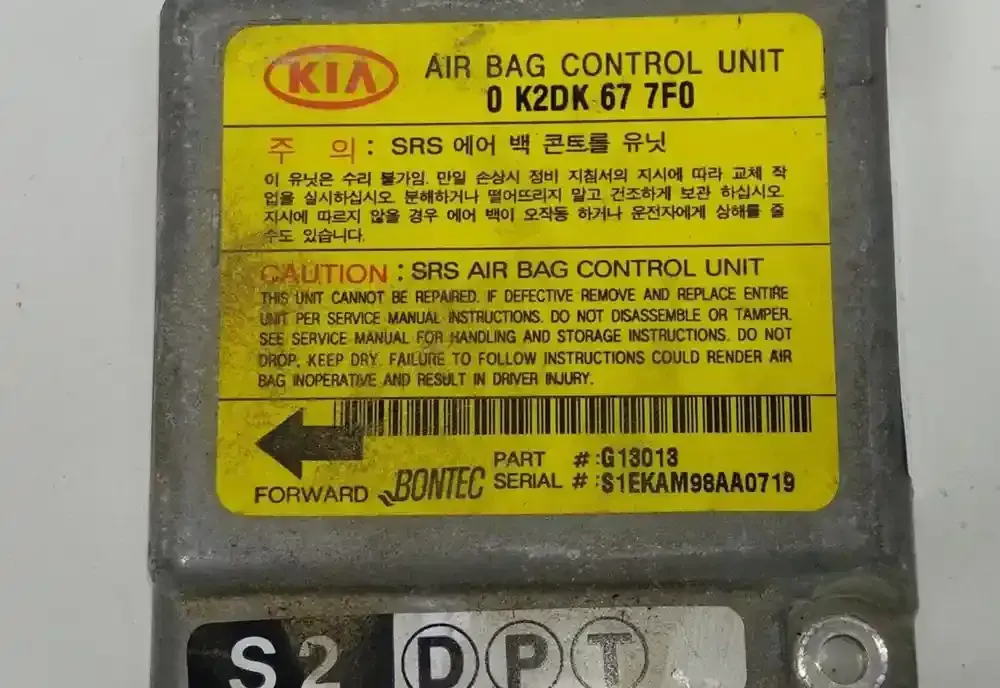 KIA AIR BAG CONTROL UNIT
0 K2DK 67 7F0
주 의 : SRS 에어 백 콘트롤 유닛
이 유닛은 수리 불가임. 만일 손상시 정비 지침서의 지시에 따라 교체 작
업을 실시하십시오. 분해하거나 떨어뜨리지 말고 건조하게 보관 하십시오.
지시에 따르지 않을 경우 에어 백이 오작동 하거나 운전자에게 상해를 줄
수도 있습니다.
CAUTION : SRS AIR BAG CONTROL UNIT
THIS UNIT CANNOT BE REPAIRED. IF DEFECTIVE REMOVE AND REPLACE ENTIRE
UNIT PER SERVICE MANUAL INSTRUCTIONS. DO NOT DISASSEMBLE OR TAMPER.
SEE SERVICE MANUAL FOR HANDLING AND STORAGE INSTRUCTIONS. DO NOT
DROP, KEEP DRY. FAILURE TO FOLLOW INSTRUCTIONS COULD RENDER AIR
BAG INOPERATIVE AND RESULT IN DRIVER INJURY.
PART # :G13013
FORWARD BONTEC SERIAL # :S1EKAM98AA0719
S2 D P T